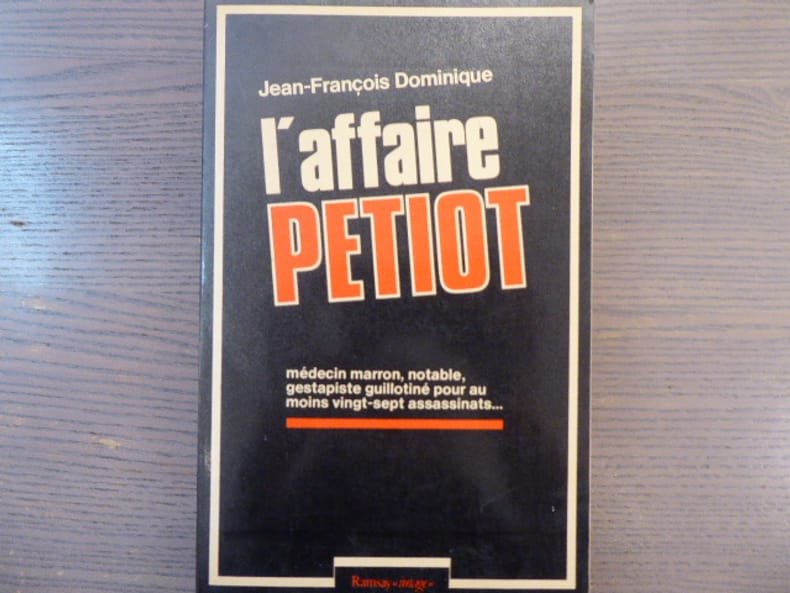 Jean-François Dominique
l'affaire
PETIOT
médecin marron, notable,
gestapiste guillotiné pour au
moins vingt-sept assassinats...
Ramsay «image»